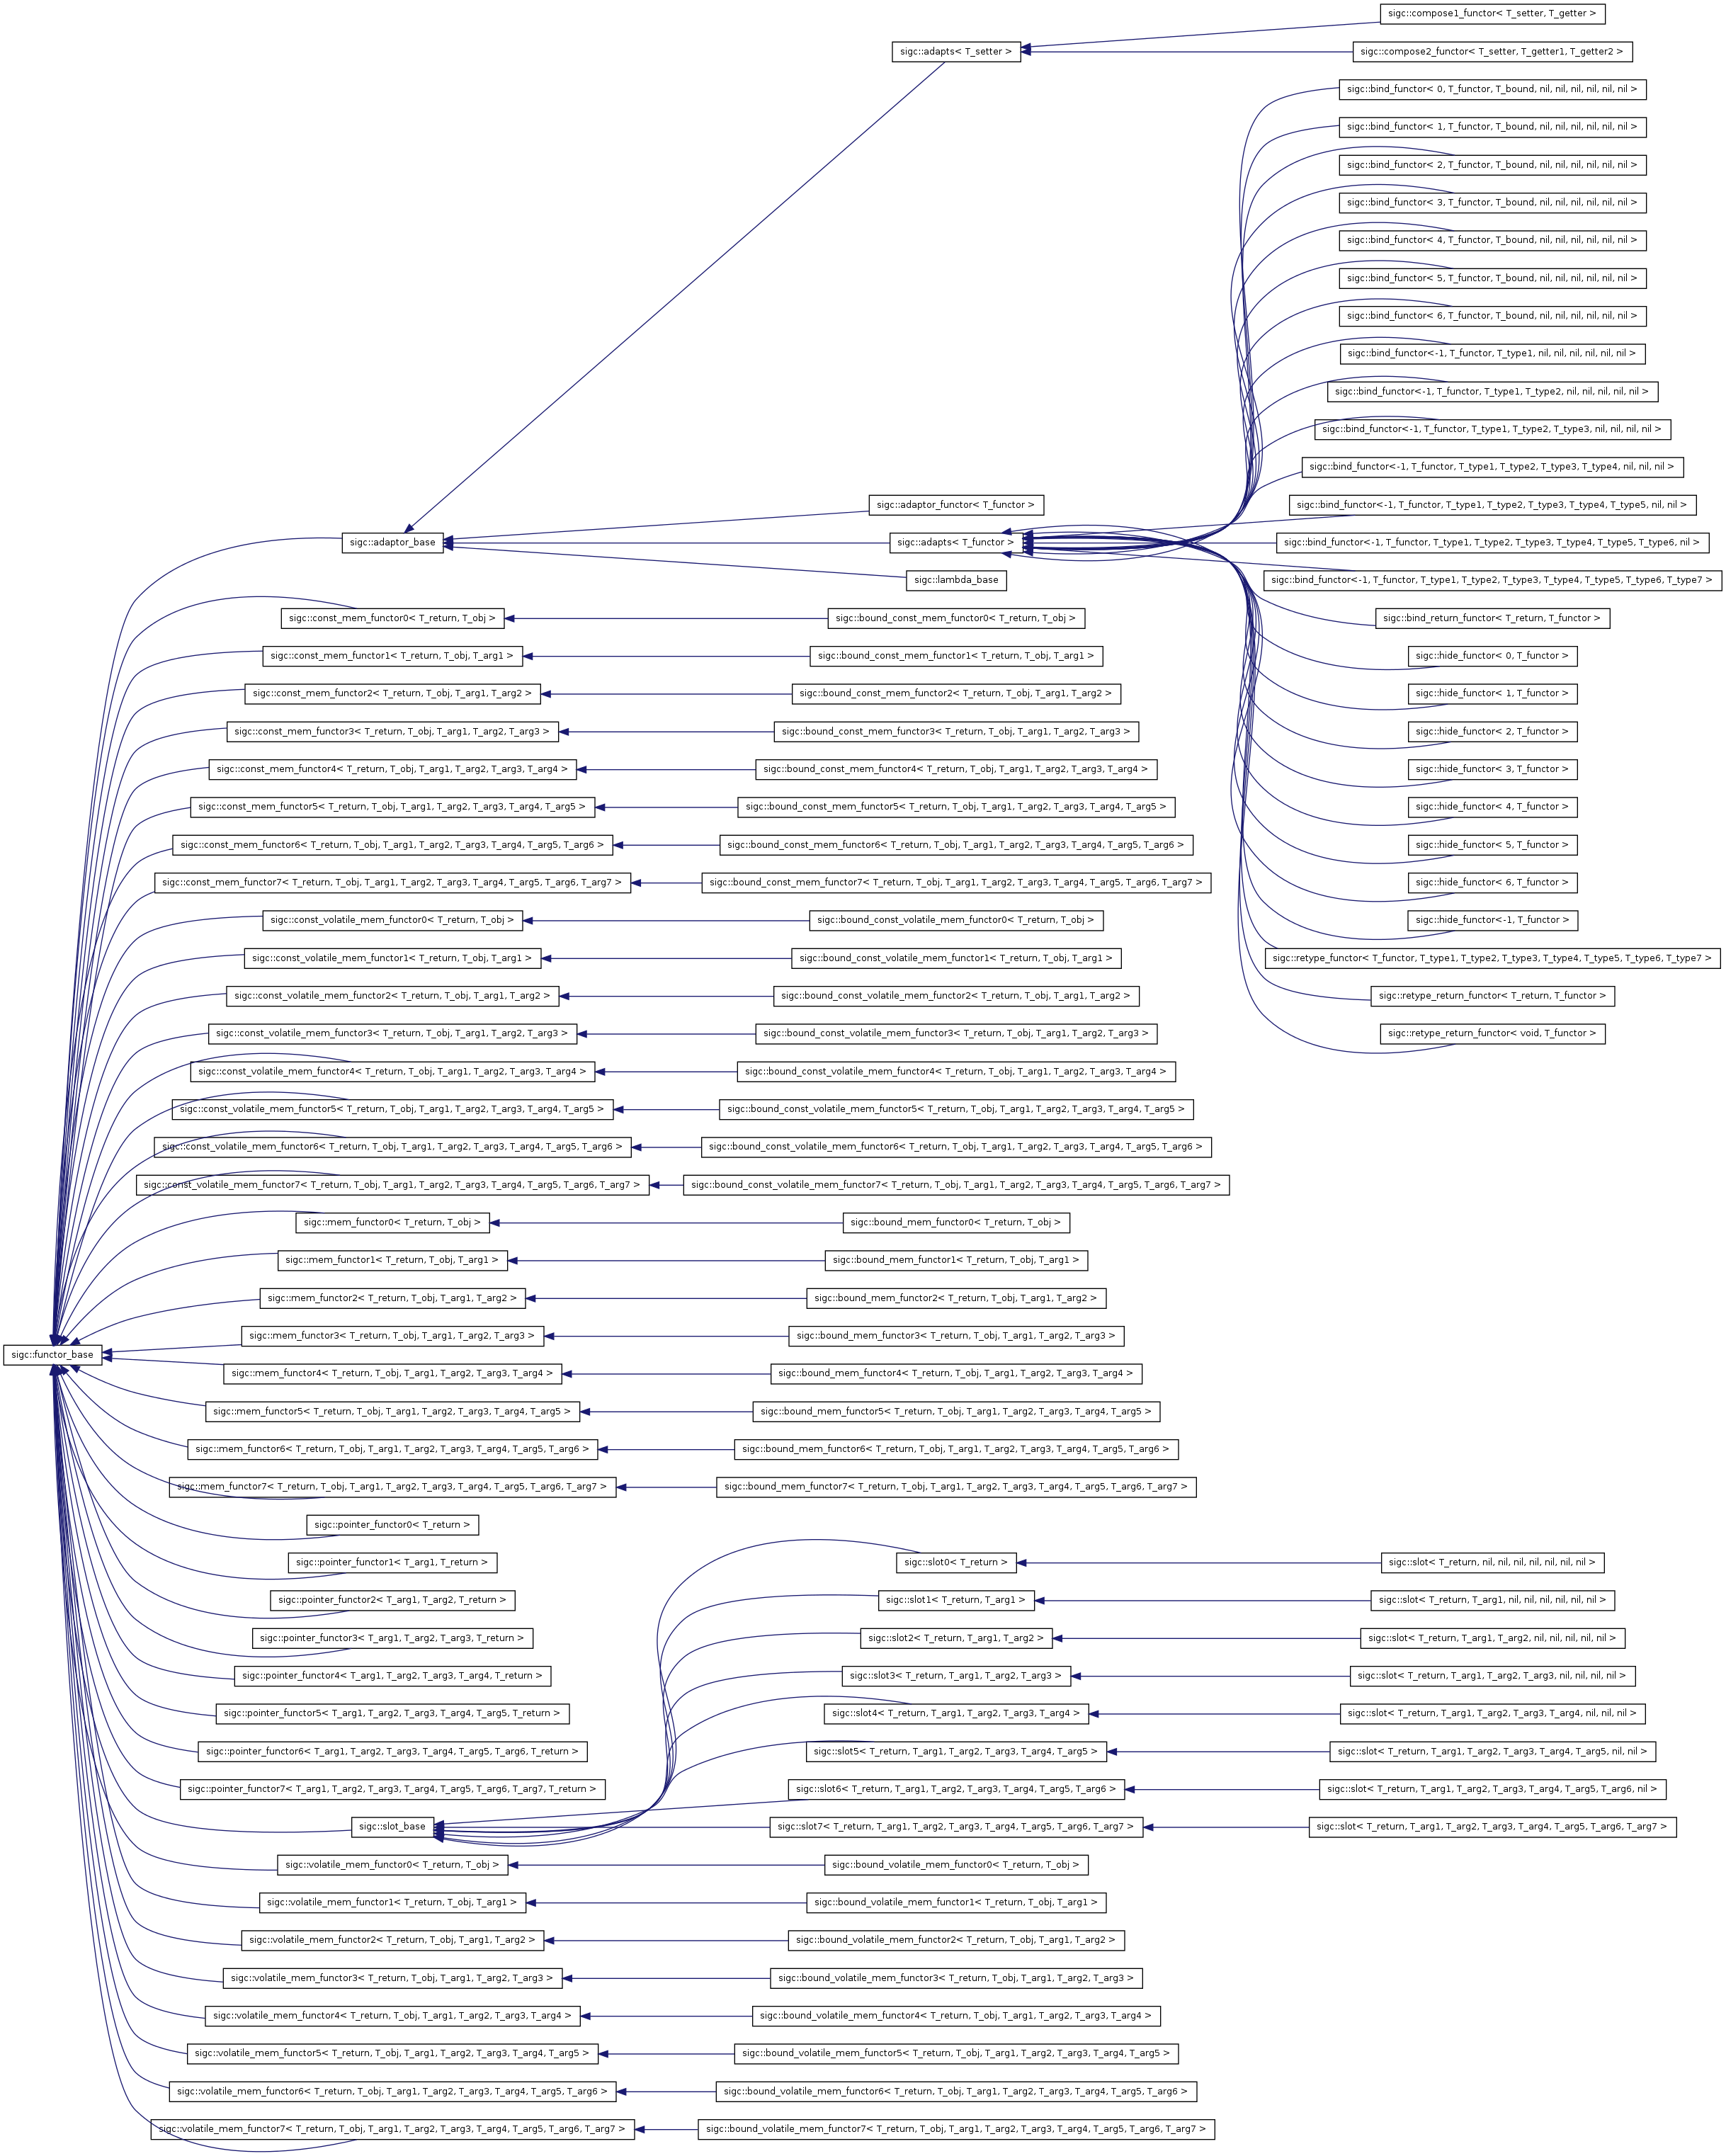 sigc::compose1_functor< T_setter, T_getter >
sigc::adapts< T_setter >
sigc::compose2_functor< T_setter, T_getter1, T_getter2 >
sigc::bind_functor< 0, T_functor, T_bound, nil, nil, nil, nil, nil, nil >
sigc::bind_functor< 1, T_functor, T_bound, nil, nil, nil, nil, nil, nil >
sigc::bind_functor< 2, T_functor, T_bound, nil, nil, nil, nil, nil, nil >
sigc::bind_functor< 3, T_functor, T_bound, nil, nil, nil, nil, nil, nil >
sigc::bind_functor< 4, T_functor, T_bound, nil, nil, nil, nil, nil, nil >
sigc::bind_functor< 5, T_functor, T_bound, nil, nil, nil, nil, nil, nil >
sigc::bind_functor< 6, T_functor, T_bound, nil, nil, nil, nil, nil, nil >
sigc::bind_functor<-1, T_functor, T_type1, nil, nil, nil, nil, nil, nil >
sigc::bind_functor<-1, T_functor, T_type1, T_type2, nil, nil, nil, nil, nil >
sigc::bind_functor<-1, T_functor, T_type1, T_type2, T_type3, nil, nil, nil, nil >
sigc::bind_functor<-1, T_functor, T_type1, T_type2, T_type3, T_type4, nil, nil, nil >
sigc::adaptor_functor< T_functor >
sigc::bind_functor<-1, T_functor, T_type1, T_type2, T_type3, T_type4, T_type5, nil, nil >
sigc::adaptor_base
sigc::adapts< T_functor >
sigc::bind_functor<-1, T_functor, T_type1, T_type2, T_type3, T_type4, T_type5, T_type6, nil >
sigc::lambda_base
sigc::bind_functor<-1, T_functor, T_type1, T_type2, T_type3, T_type4, T_type5, T_type6, T_type7 >
sigc::const_mem_functor0< T_return, T_obj >
sigc::bound_const_mem_functor0< T_return, T_obj >
sigc::bind_return_functor< T_return, T_functor >
sigc::const_mem_functor1< T_return, T_obj, T_arg1 >
sigc::bound_const_mem_functor1< T_return, T_obj, T_arg1 >
sigc::hide_functor< 0, T_functor >
sigc::const_mem_functor2< T_return, T_obj, T_arg1, T_arg2 >
sigc::bound_const_mem_functor2< T_return, T_obj, T_arg1, T_arg2 >
sigc::hide_functor< 1, T_functor >
sigc::const_mem_functor3< T_return, T_obj, T_arg1, T_arg2, T_arg3 >
sigc::bound_const_mem_functor3< T_return, T_obj, T_arg1, T_arg2, T_arg3 >
sigc::hide_functor< 2, T_functor >
sigc::const_mem_functor4< T_return, T_obj, T_arg1, T_arg2, T_arg3, T_arg4 >
sigc::bound_const_mem_functor4< T_return, T_obj, T_arg1, T_arg2, T_arg3, T_arg4 >
sigc::hide_functor< 3, T_functor >
sigc::const_mem_functor5< T_return, T_obj, T_arg1, T_arg2, T_arg3, T_arg4, T_arg5 >
sigc::bound_const_mem_functor5< T_return, T_obj, T_arg1, T_arg2, T_arg3, T_arg4, T_arg5 >
sigc::hide_functor< 4, T_functor >
sigc::const_mem_functor6< T_return, T_obj, T_arg1, T_arg2, T_arg3, T_arg4, T_arg5, T_arg6 >
sigc::bound_const_mem_functor6< T_return, T_obj, T_arg1, T_arg2, T_arg3, T_arg4, T_arg5, T_arg6 >
sigc::hide_functor< 5, T_functor >
sigc::const_mem_functor7< T_return, T_obj, T_arg1, T_arg2, T_arg3, T_arg4, T_arg5, T_arg6, T_arg7 >
sigc::bound_const_mem_functor7< T_return, T_obj, T_arg1, T_arg2, T_arg3, T_arg4, T_arg5, T_arg6, T_arg7 >
sigc::hide_functor< 6, T_functor >
sigc::const_volatile_mem_functor0< T_return, T_obj >
sigc::bound_const_volatile_mem_functor0< T_return, T_obj >
sigc::hide_functor<-1, T_functor >
sigc::const_volatile_mem_functor1< T_return, T_obj, T_arg1 >
sigc::bound_const_volatile_mem_functor1< T_return, T_obj, T_arg1 >
sigc::retype_functor< T_functor, T_type1, T_type2, T_type3, T_type4, T_type5, T_type6, T_type7 >
sigc::const_volatile_mem_functor2< T_return, T_obj, T_arg1, T_arg2 >
sigc::bound_const_volatile_mem_functor2< T_return, T_obj, T_arg1, T_arg2 >
sigc::retype_return_functor< T_return, T_functor >
sigc::const_volatile_mem_functor3< T_return, T_obj, T_arg1, T_arg2, T_arg3 >
sigc::bound_const_volatile_mem_functor3< T_return, T_obj, T_arg1, T_arg2, T_arg3 >
sigc::retype_return_functor< void, T_functor >
sigc::const_volatile_mem_functor4< T_return, T_obj, T_arg1, T_arg2, T_arg3, T_arg4 >
sigc::bound_const_volatile_mem_functor4< T_return, T_obj, T_arg1, T_arg2, T_arg3, T_arg4 >
sigc::const_volatile_mem_functor5< T_return, T_obj, T_arg1, T_arg2, T_arg3, T_arg4, T_arg5 >
sigc::bound_const_volatile_mem_functor5< T_return, T_obj, T_arg1, T_arg2, T_arg3, T_arg4, T_arg5 >
sigc::const_volatile_mem_functor6< T_return, T_obj, T_arg1, T_arg2, T_arg3, T_arg4, T_arg5, T_arg6 >
sigc::bound_const_volatile_mem_functor6< T_return, T_obj, T_arg1, T_arg2, T_arg3, T_arg4, T_arg5, T_arg6 >
sigc::const_volatile_mem_functor7< T_return, T_obj, T_arg1, T_arg2, T_arg3, T_arg4, T_arg5, T_arg6, T_arg7 >
sigc::bound_const_volatile_mem_functor7< T_return, T_obj, T_arg1, T_arg2, T_arg3, T_arg4, T_arg5, T_arg6, T_arg7 >
sigc::mem_functor0< T_return, T_obj >
sigc::bound_mem_functor0< T_return, T_obj >
sigc::mem_functor1< T_return, T_obj, T_arg1 >
sigc::bound_mem_functor1< T_return, T_obj, T_arg1 >
sigc::mem_functor2< T_return, T_obj, T_arg1, T_arg2 >
sigc::bound_mem_functor2< T_return, T_obj, T_arg1, T_arg2 >
sigc::mem_functor3< T_return, T_obj, T_arg1, T_arg2, T_arg3 >
sigc::bound_mem_functor3< T_return, T_obj, T_arg1, T_arg2, T_arg3 >
sigc::functor_base
sigc::mem_functor4< T_return, T_obj, T_arg1, T_arg2, T_arg3, T_arg4 >
sigc::bound_mem_functor4< T_return, T_obj, T_arg1, T_arg2, T_arg3, T_arg4 >
sigc::mem_functor5< T_return, T_obj, T_arg1, T_arg2, T_arg3, T_arg4, T_arg5 >
sigc::bound_mem_functor5< T_return, T_obj, T_arg1, T_arg2, T_arg3, T_arg4, T_arg5 >
sigc::mem_functor6< T_return, T_obj, T_arg1, T_arg2, T_arg3, T_arg4, T_arg5, T_arg6 >
sigc::bound_mem_functor6< T_return, T_obj, T_arg1, T_arg2, T_arg3, T_arg4, T_arg5, T_arg6 >
sigc::mem_functor7< T_return, T_obj, T_arg1, T_arg2, T_arg3, T_arg4, T_arg5, T_arg6, T_arg7 >
sigc::bound_mem_functor7< T_return, T_obj, T_arg1, T_arg2, T_arg3, T_arg4, T_arg5, T_arg6, T_arg7 >
sigc::pointer_functor0< T_return >
sigc::pointer_functor1< T_arg1, T_return >
sigc::slot0< T_return >
sigc::slot< T_return, nil, nil, nil, nil, nil, nil, nil >
sigc::pointer_functor2< T_arg1, T_arg2, T_return >
sigc::slot1< T_return, T_arg1 >
sigc::slot< T_return, T_arg1, nil, nil, nil, nil, nil, nil >
sigc::pointer_functor3< T_arg1, T_arg2, T_arg3, T_return >
sigc::slot2< T_return, T_arg1, T_arg2 >
sigc::slot< T_return, T_arg1, T_arg2, nil, nil, nil, nil, nil >
sigc::pointer_functor4< T_arg1, T_arg2, T_arg3, T_arg4, T_return >
sigc::slot3< T_return, T_arg1, T_arg2, T_arg3 >
sigc::slot< T_return, T_arg1, T_arg2, T_arg3, nil, nil, nil, nil >
sigc::pointer_functor5< T_arg1, T_arg2, T_arg3, T_arg4, T_arg5, T_return >
sigc::slot4< T_return, T_arg1, T_arg2, T_arg3, T_arg4 >
sigc::slot< T_return, T_arg1, T_arg2, T_arg3, T_arg4, nil, nil, nil >
sigc::pointer_functor6< T_arg1, T_arg2, T_arg3, T_arg4, T_arg5, T_arg6, T_return >
sigc::slot5< T_return, T_arg1, T_arg2, T_arg3, T_arg4, T_arg5 >
sigc::slot< T_return, T_arg1, T_arg2, T_arg3, T_arg4, T_arg5, nil, nil >
sigc::pointer_functor7< T_arg1, T_arg2, T_arg3, T_arg4, T_arg5, T_arg6, T_arg7, T_return >
sigc::slot6< T_return, T_arg1, T_arg2, T_arg3, T_arg4, T_arg5, T_arg6 >
sigc::slot< T_return, T_arg1, T_arg2, T_arg3, T_arg4, T_arg5, T_arg6, nil >
sigc::slot_base
sigc::slot7< T_return, T_arg1, T_arg2, T_arg3, T_arg4, T_arg5, T_arg6, T_arg7 >
sigc::slot< T_return, T_arg1, T_arg2, T_arg3, T_arg4, T_arg5, T_arg6, T_arg7 >
sigc::volatile_mem_functor0< T_return, T_obj >
sigc::bound_volatile_mem_functor0< T_return, T_obj >
sigc::volatile_mem_functor1< T_return, T_obj, T_arg1 >
sigc::bound_volatile_mem_functor1< T_return, T_obj, T_arg1 >
sigc::volatile_mem_functor2< T_return, T_obj, T_arg1, T_arg2 >
sigc::bound_volatile_mem_functor2< T_return, T_obj, T_arg1, T_arg2 >
sigc::volatile_mem_functor3< T_return, T_obj, T_arg1, T_arg2, T_arg3 >
sigc::bound_volatile_mem_functor3< T_return, T_obj, T_arg1, T_arg2, T_arg3 >
sigc::volatile_mem_functor4< T_return, T_obj, T_arg1, T_arg2, T_arg3, T_arg4 >
sigc::bound_volatile_mem_functor4< T_return, T_obj, T_arg1, T_arg2, T_arg3, T_arg4 >
sigc::volatile_mem_functor5< T_return, T_obj, T_arg1, T_arg2, T_arg3, T_arg4, T_arg5 >
sigc::bound_volatile_mem_functor5< T_return, T_obj, T_arg1, T_arg2, T_arg3, T_arg4, T_arg5 >
sigc::volatile_mem_functor6< T_return, T_obj, T_arg1, T_arg2, T_arg3, T_arg4, T_arg5, T_arg6 >
sigc::bound_volatile_mem_functor6< T_return, T_obj, T_arg1, T_arg2, T_arg3, T_arg4, T_arg5, T_arg6 >
sigc::volatile_mem_functor7< T_return, T_obj, T_arg1, T_arg2, T_arg3, T_arg4, T_arg5, T_arg6, T_arg7 >
sigc::bound_volatile_mem_functor7< T_return, T_obj, T_arg1, T_arg2, T_arg3, T_arg4, T_arg5, T_arg6, T_arg7 >